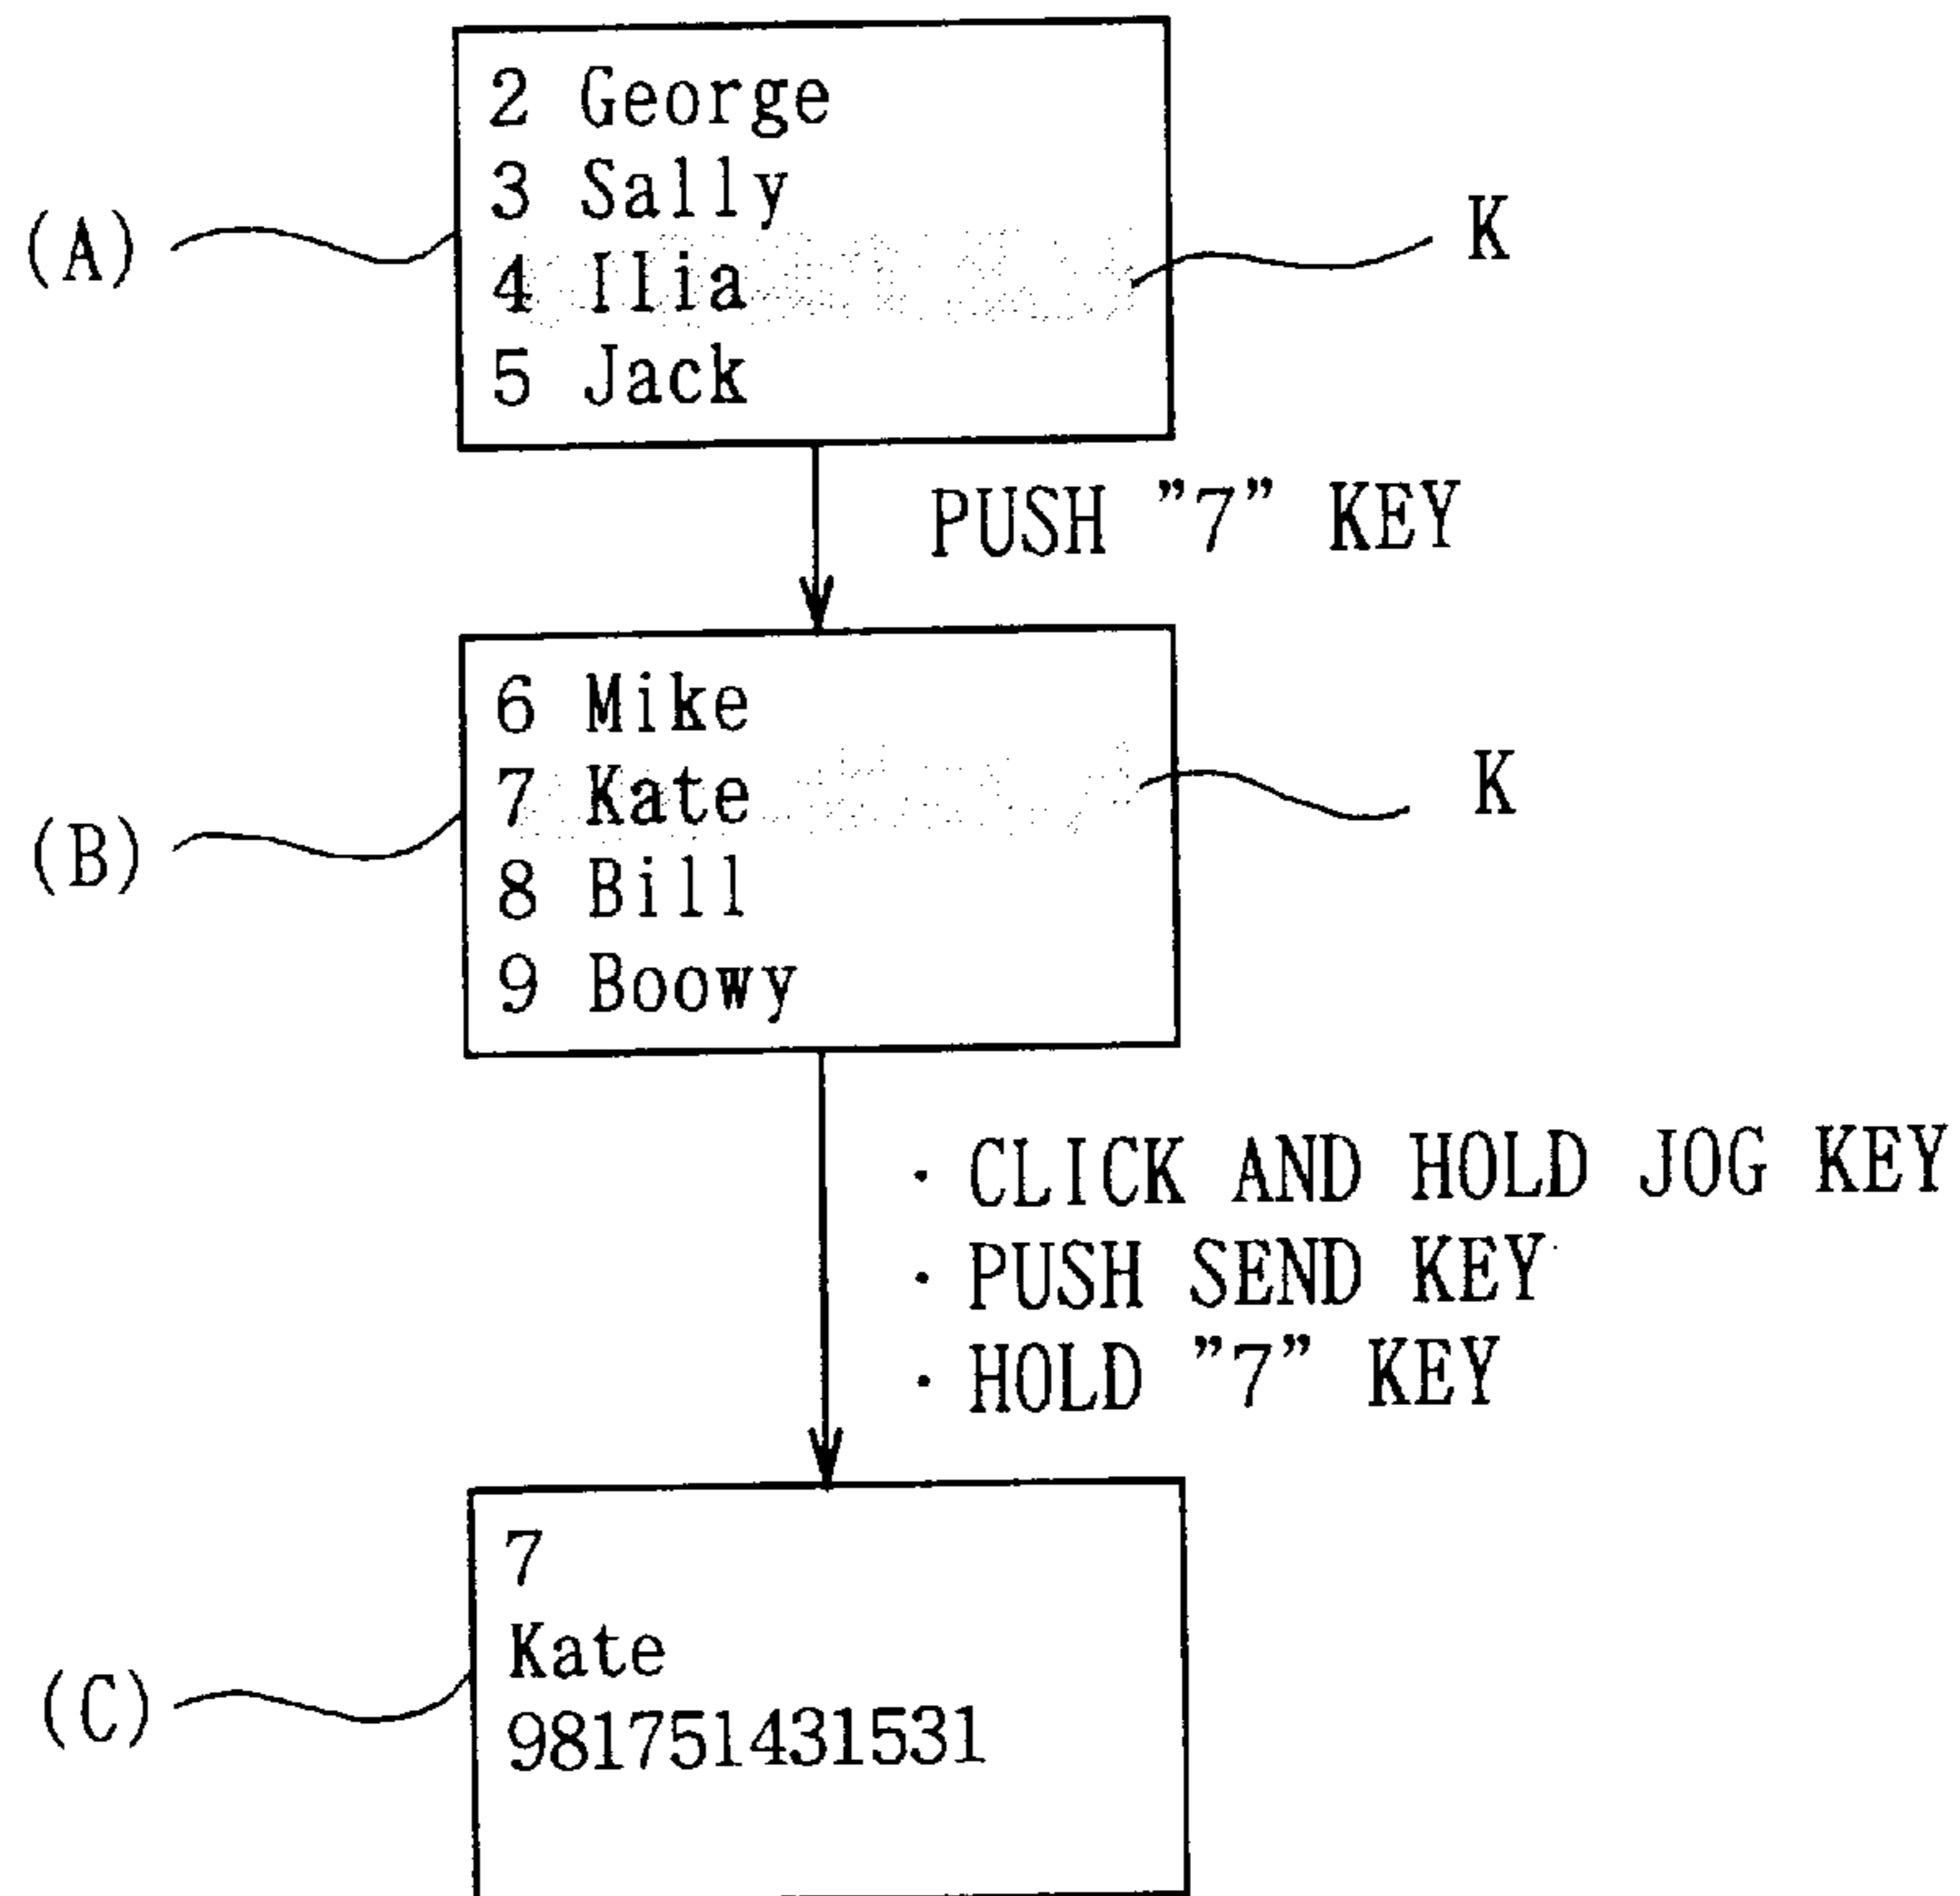 2 George
3 Sally
(A)
K
4 Ilia
5 Jack
PUSH "7" KEY
6 Mike
7 Kate
K
(B)
8 Bill
9 Boowy
· CLICK AND HOLD JOG KEY
· PUSH SEND KEY
· HOLD "7" KEY
7
Kate
(C)
981751431531